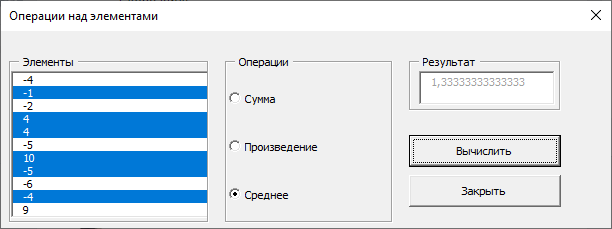 Операции над элементами
Элементы
-4
-1
-2
4
4
-5
10
-5
-6
-4
9
Операции
Сумма
Произведение
Среднее
Результат
1,33333333333333
Вычислить
Закрыть